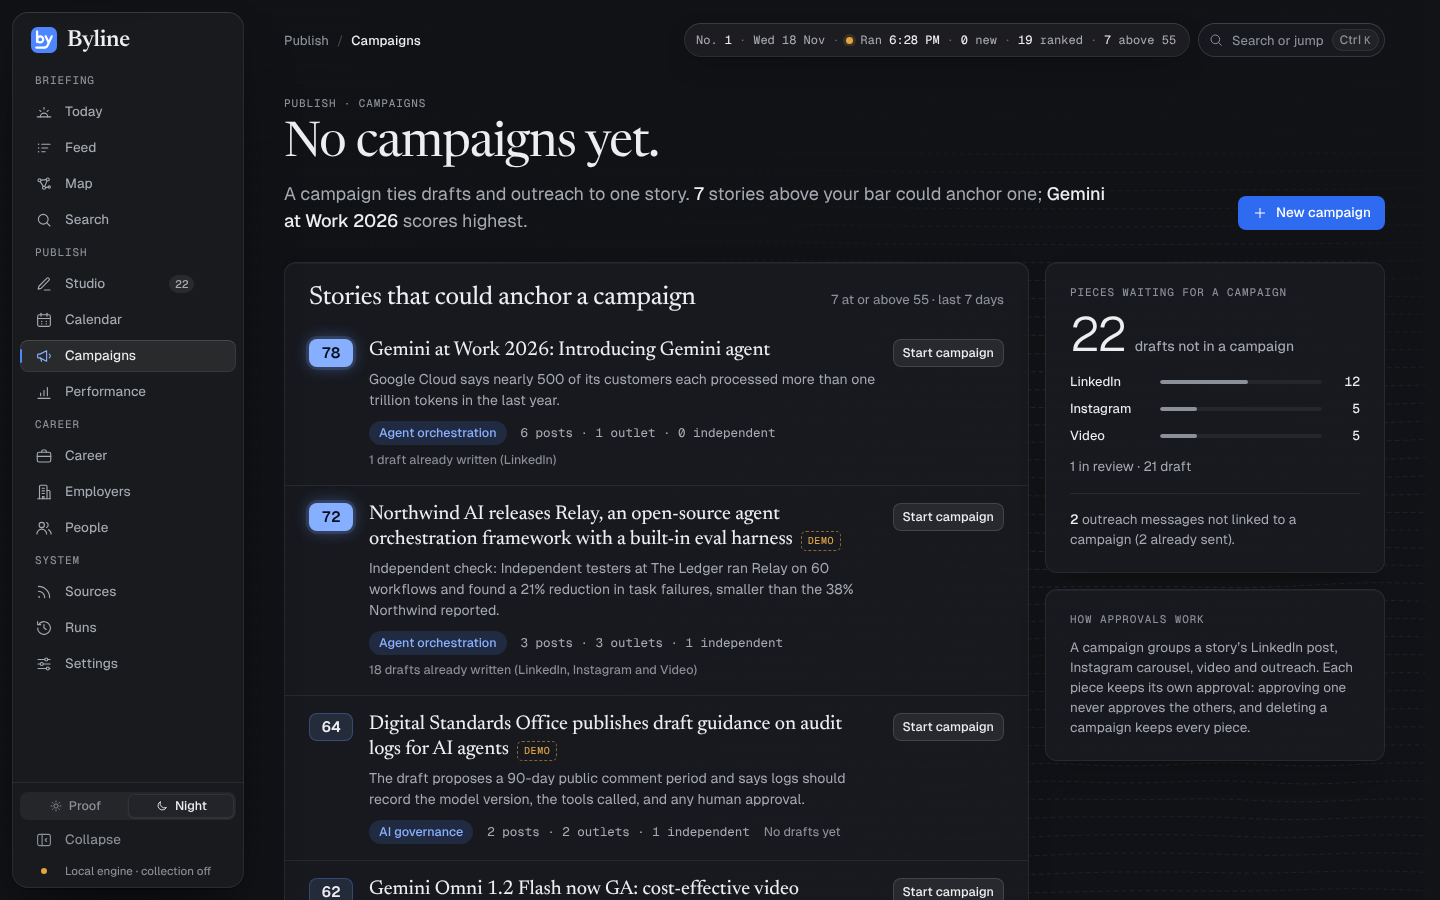 by Byline
BRIEFING
Today
Feed
Map
Search
PUBLISH
Studio 22
Calendar
Campaigns
Performance
CAREER
Career
Employers
People
SYSTEM
Sources
Runs
Settings
Proof Night
Collapse
Local engine · collection off
Publish / Campaigns
No. 1 · Wed 18 Nov · Ran 6:28 PM · 0 new · 19 ranked · 7 above 55
Search or jump Ctrl K
PUBLISH · CAMPAIGNS
No campaigns yet.
A campaign ties drafts and outreach to one story. 7 stories above your bar could anchor one; Gemini
at Work 2026 scores highest.
New campaign
Stories that could anchor a campaign
7 at or above 55 · last 7 days
78 Gemini at Work 2026: Introducing Gemini agent
Start campaign
Google Cloud says nearly 500 of its customers each processed more than one
trillion tokens in the last year.
Agent orchestration 6 posts · 1 outlet · 0 independent
1 draft already written (LinkedIn)
72 Northwind AI releases Relay, an open-source agent
orchestration framework with a built-in eval harness DEMO
Start campaign
Independent check: Independent testers at The Ledger ran Relay on 60
workflows and found a 21% reduction in task failures, smaller than the 38%
Northwind reported.
Agent orchestration 3 posts · 3 outlets · 1 independent
18 drafts already written (LinkedIn, Instagram and Video)
64 Digital Standards Office publishes draft guidance on audit
logs for AI agents DEMO
Start campaign
The draft proposes a 90-day public comment period and says logs should
record the model version, the tools called, and any human approval.
AI governance 2 posts · 2 outlets · 1 independent No drafts yet
62 Gemini Omni 1.2 Flash now GA: cost-effective video
Start campaign
PIECES WAITING FOR A CAMPAIGN
22 drafts not in a campaign
LinkedIn 12
Instagram 5
Video 5
1 in review · 21 draft
2 outreach messages not linked to a
campaign (2 already sent).
HOW APPROVALS WORK
A campaign groups a story's LinkedIn post,
Instagram carousel, video and outreach. Each
piece keeps its own approval: approving one
never approves the others, and deleting a
campaign keeps every piece.